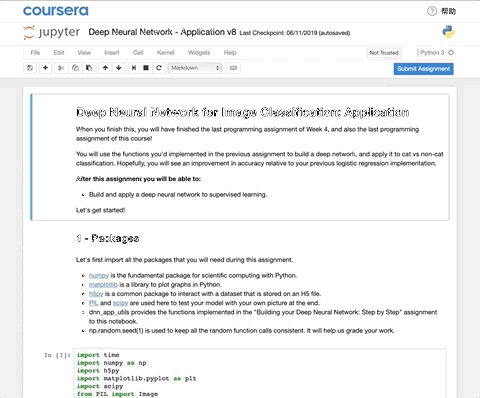 coursera
? 帮助
jupyter Deep Neural Network - Application v8 Last Checkpoint: 06/11/2019 (autosaved)
File Edit View Insert Cell Kernel Widgets Help Not Trusted Python 3
Markdown Submit Assignment
Deep Neural Network for Image Classification: Application
When you finish this, you will have finished the last programming assignment of Week 4, and also the last programming
assignment of this course!
You will use the functions you'd implemented in the previous assignment to build a deep network, and apply it to cat vs non-cat
classification. Hopefully, you will see an improvement in accuracy relative to your previous logistic regression implementation.
After this assignment you will be able to:
• Build and apply a deep neural network to supervised learning.
Let's get started!
1 - Packages
Let's first import all the packages that you will need during this assignment.
• numpy is the fundamental package for scientific computing with Python.
• matplotlib is a library to plot graphs in Python.
• h5py is a common package to interact with a dataset that is stored on an H5 file.
• PIL and scipy are used here to test your model with your own picture at the end.
• dnn_app_utils provides the functions implemented in the "Building your Deep Neural Network: Step by Step" assignment
to this notebook.
• np.random.seed(1) is used to keep all the random function calls consistent. It will help us grade your work.
In [1]: import time
import numpy as np
import h5py
import matplotlib.pyplot as plt
import scipy
from PIL import Image